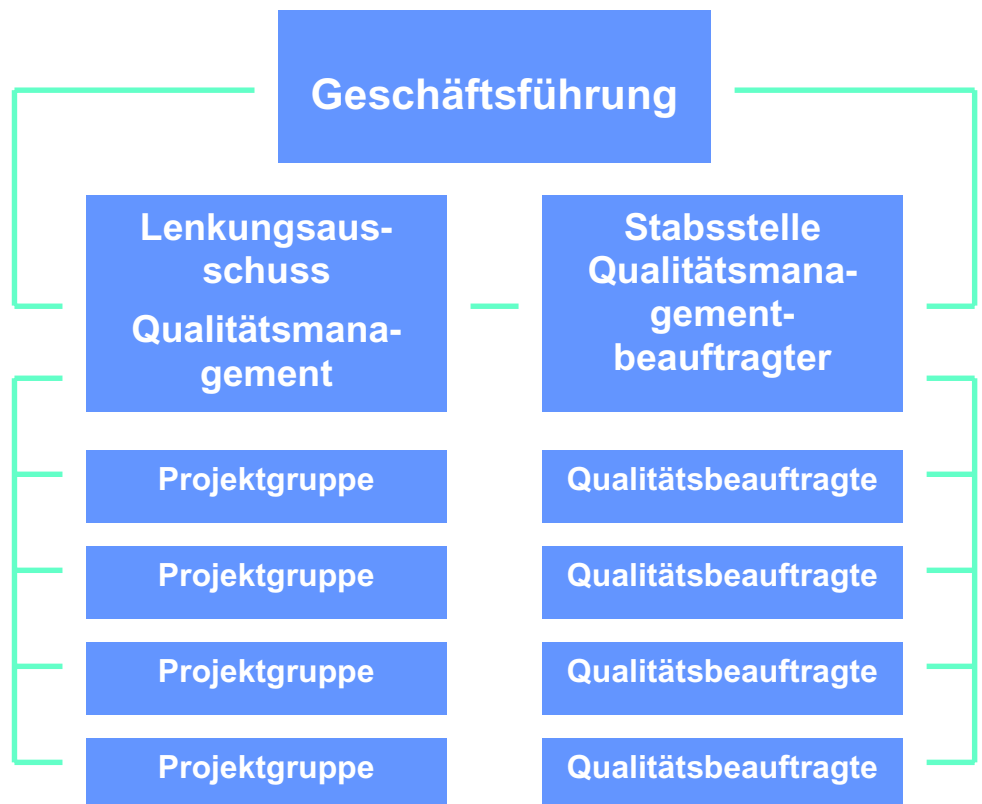 Geschäftsführung
Lenkungsaus-
schuss
Qualitätsmana-
gement
Stabsstelle
Qualitätsmana-
gement-
beauftragter
Projektgruppe
Qualitätsbeauftragte
Projektgruppe
Qualitätsbeauftragte
Projektgruppe
Qualitätsbeauftragte
Projektgruppe
Qualitätsbeauftragte